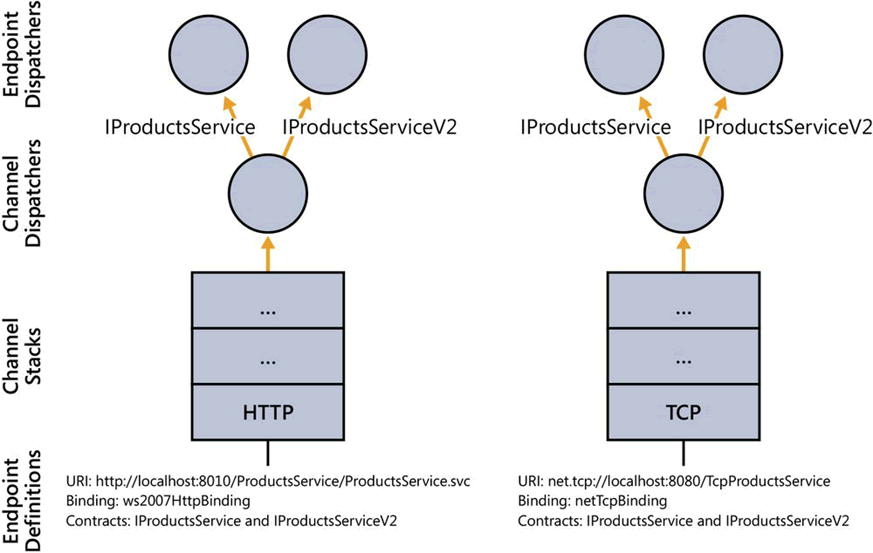 Endpoint
Dispatchers
IProductsService
IProductsServiceV2
IProductsService
IProductsServiceV2
Channel
Dispatchers
Channel
Stacks
...
...
HTTP
...
...
TCP
Endpoint
Definitions
URI: http://localhost:8010/ProductsService/ProductsService.svc
Binding: ws2007HttpBinding
Contracts: IProductsService and IProductsServiceV2
URI: net.tcp://localhost:8080/TcpProductsService
Binding: netTcpBinding
Contracts: IProductsService and IProductsServiceV2